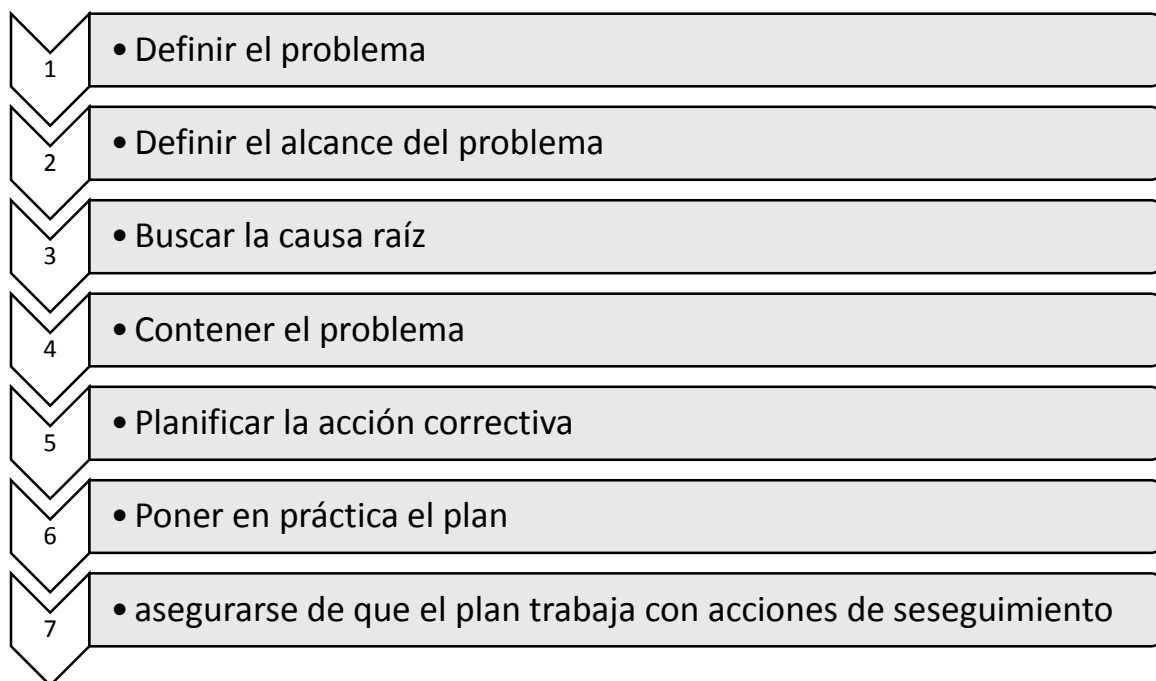 1 • Definir el problema
2 • Definir el alcance del problema
3 • Buscar la causa raíz
4 • Contener el problema
5 • Planificar la acción correctiva
6 • Poner en práctica el plan
7 • asegurarse de que el plan trabaja con acciones de seseguimiento